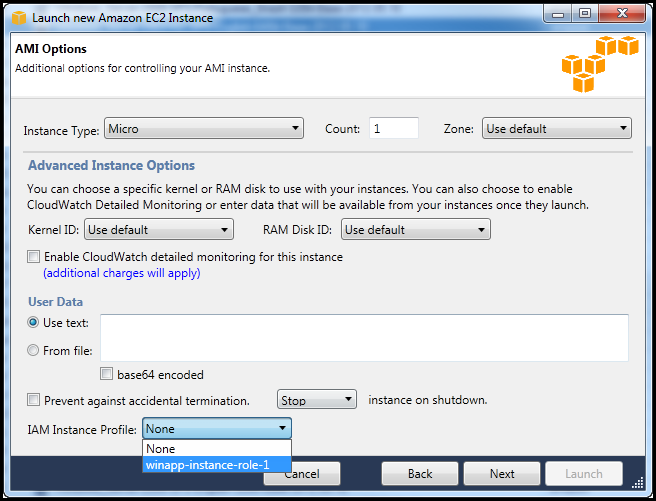 Launch new Amazon EC2 Instance
AMI Options
Additional options for controlling your AMI instance.
Instance Type: Micro Count: 1 Zone: Use default
Advanced Instance Options
You can choose a specific kernel or RAM disk to use with your instances. You can also choose to enable
CloudWatch Detailed Monitoring or enter data that will be available from your instances once they launch.
Kernel ID: Use default RAM Disk ID: Use default
Enable CloudWatch detailed monitoring for this instance
(additional charges will apply)
User Data
Use text:
From file:
base64 encoded
Prevent against accidental termination. Stop instance on shutdown.
IAM Instance Profile: None
None
winapp-instance-role-1
Cancel Back Next Launch